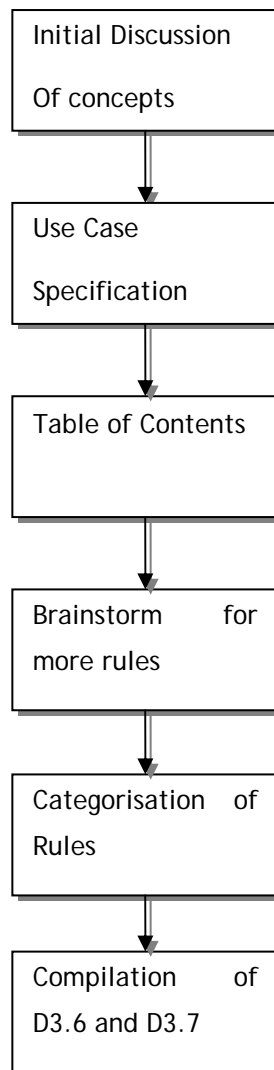 Initial Discussion
Of concepts
Use Case
Specification
Table of Contents
Brainstorm for
more rules
Categorisation of
Rules
Compilation of
D3.6 and D3.7